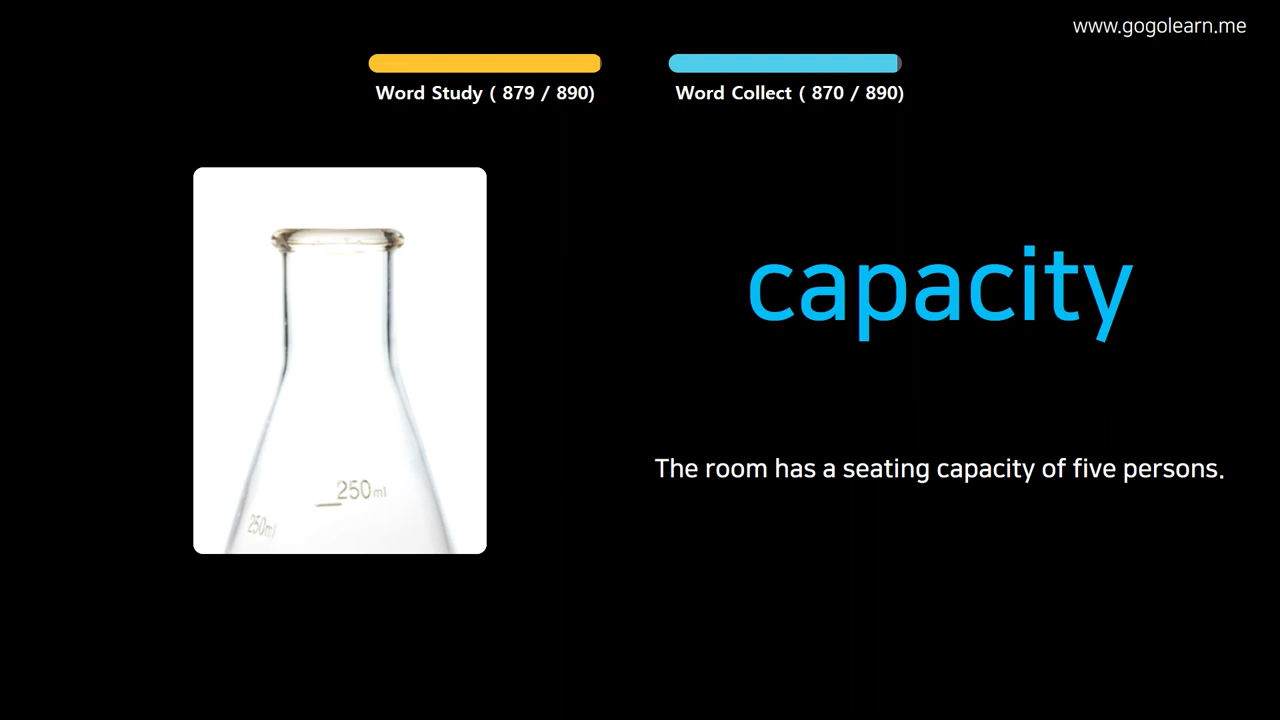 www.gogolearn.me
Word Study ( 879 / 890)
Word Collect ( 870 / 890)
capacity
250ml
250ml
The room has a seating capacity of five persons.